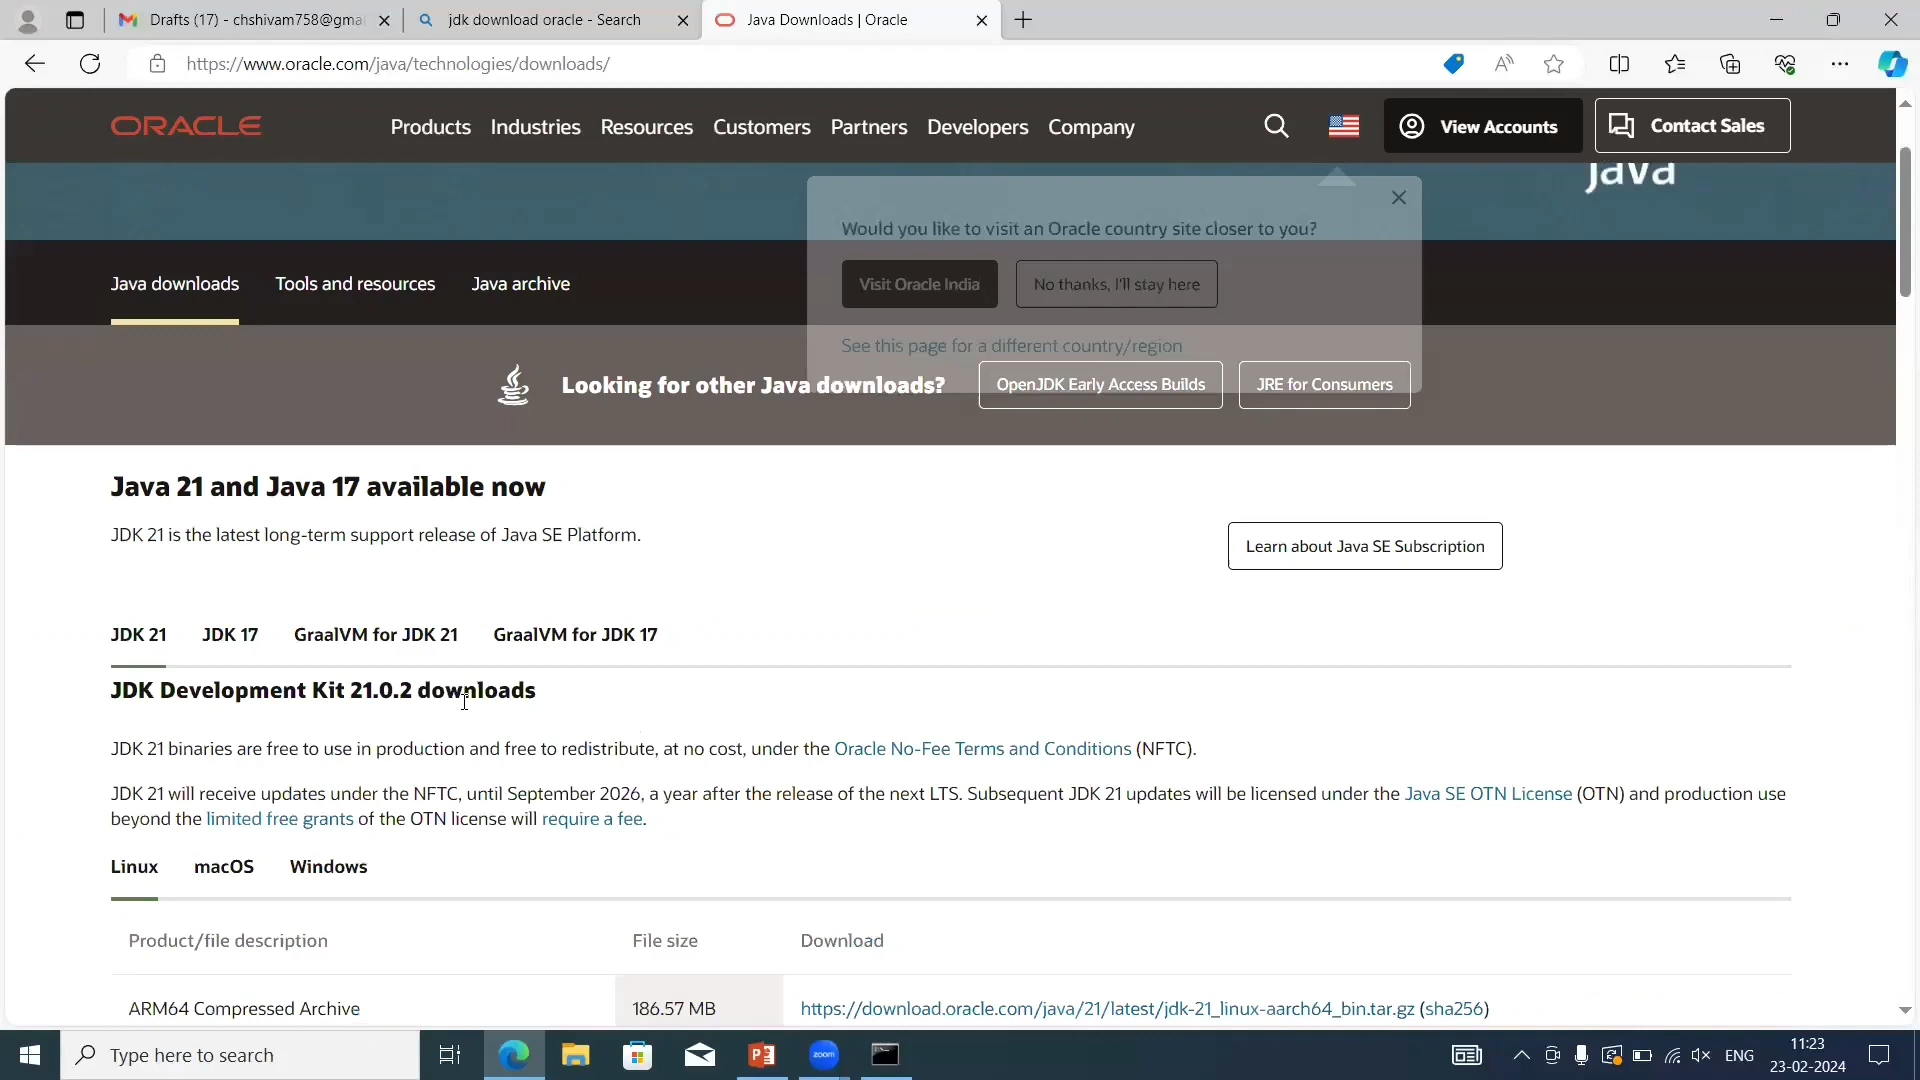 Drafts (17) - chshivam758@gmai
jdk download oracle - Search
Java Downloads | Oracle
https://www.oracle.com/java/technologies/downloads/
ORACLE
Products Industries Resources Customers Partners Developers Company
View Accounts
Contact Sales
Java
Would you like to visit an Oracle country site closer to you?
Java downloads Tools and resources Java archive
Visit Oracle India
No thanks, I'll stay here
See this page for a different country/region
Looking for other Java downloads?
OpenJDK Early Access Builds
JRE for Consumers
Java 21 and Java 17 available now
JDK 21 is the latest long-term support release of Java SE Platform.
Learn about Java SE Subscription
JDK 21 JDK 17 GraalVM for JDK 21 GraalVM for JDK 17
JDK Development Kit 21.0.2 downloads
JDK 21 binaries are free to use in production and free to redistribute, at no cost, under the Oracle No-Fee Terms and Conditions (NFTC).
JDK 21 will receive updates under the NFTC, until September 2026, a year after the release of the next LTS. Subsequent JDK 21 updates will be licensed under the Java SE OTN License (OTN) and production use
beyond the limited free grants of the OTN license will require a fee.
Linux macOS Windows
Product/file description File size Download
ARM64 Compressed Archive 186.57 MB https://download.oracle.com/java/21/latest/jdk-21_linux-aarch64_bin.tar.gz (sha256)
Type here to search
zoom
ENG
11:23
23-02-2024